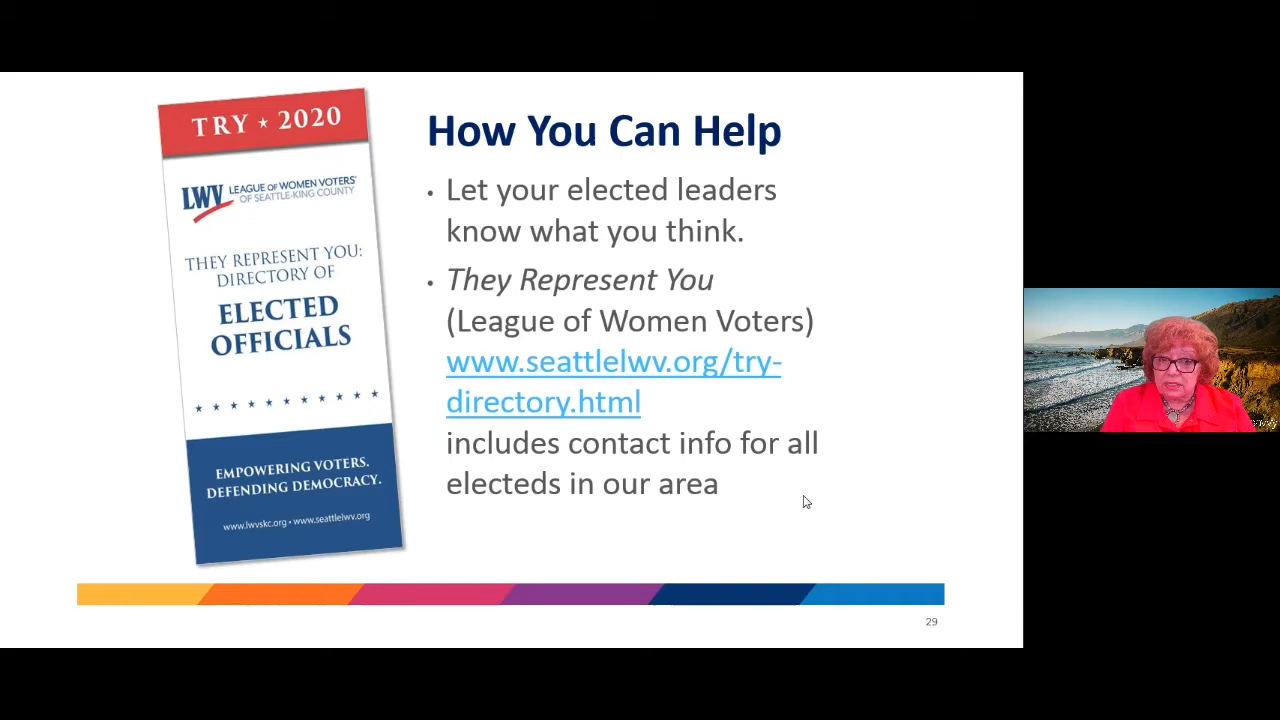 TRY ★ 2020
LWV LEAGUE OF WOMEN VOTERS®
OF SEATTLE-KING COUNTY
THEY REPRESENT YOU:
DIRECTORY OF
ELECTED
OFFICIALS
EMPOWERING VOTERS.
DEFENDING DEMOCRACY.
www.lwvskc.org • www.seattlelwv.org
How You Can Help
• Let your elected leaders
know what you think.
• They Represent You
(League of Women Voters)
www.seattlelwv.org/try-
directory.html
includes contact info for all
electeds in our area
29